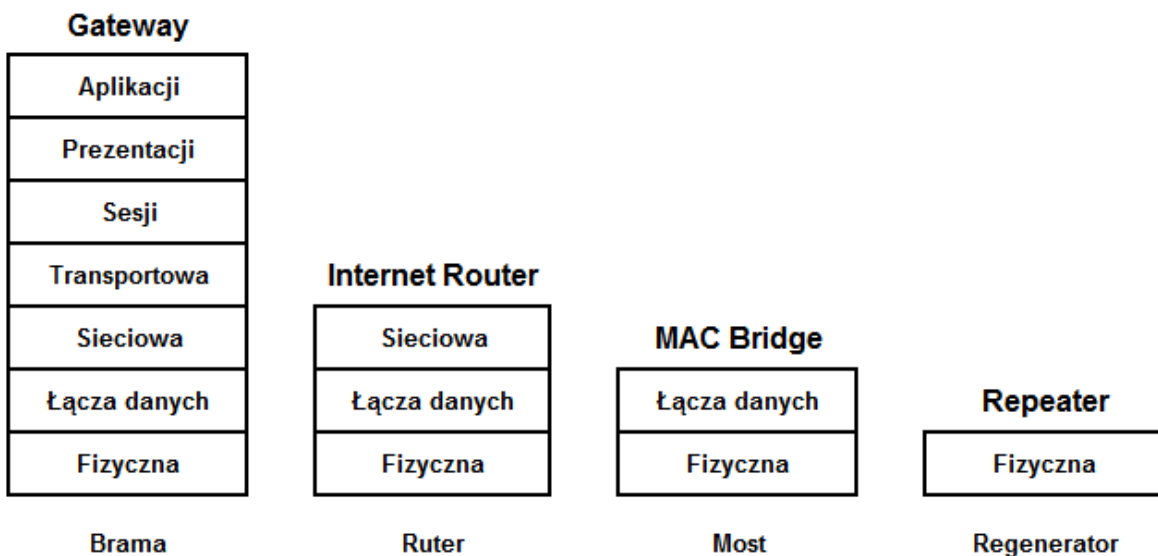 Gateway
Aplikacji
Prezentacji
Sesji
Transportowa
Sieciowa
Łącza danych
Fizyczna
Brama
Internet Router
Sieciowa
Łącza danych
Fizyczna
Ruter
MAC Bridge
Łącza danych
Fizyczna
Most
Repeater
Fizyczna
Regenerator